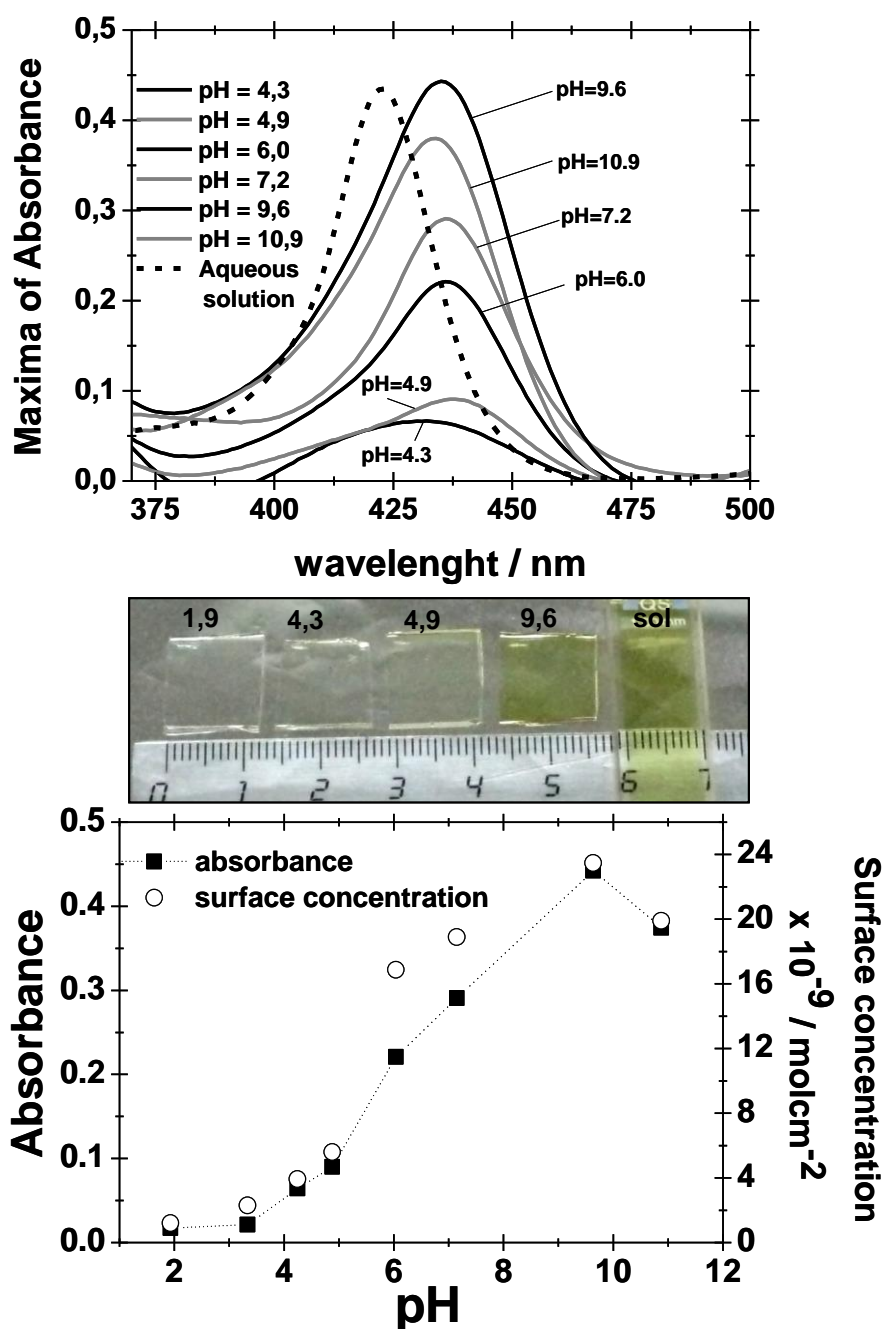 Maxima of Absorbance
0,5
0,4
0,3
0,2
0,1
0,0
pH = 4,3
pH = 4,9
pH = 6,0
pH = 7,2
pH = 9,6
pH = 10,9
Aqueous
solution
pH=9.6
pH=10.9
pH=7.2
pH=6.0
pH=4.9
pH=4.3
375 400 425 450 475 500
wavelenght / nm
1,9 4,3 4,9 9,6 sol
QS
0 1 2 3 4 5 6 7
Absorbance
0.5
0.4
0.3
0.2
0.1
0.0
absorbance
surface concentration
24
20
16
12
8
4
0
Surface concentration
x 10-9 / molcm-2
2 4 6 8 10 12
pH